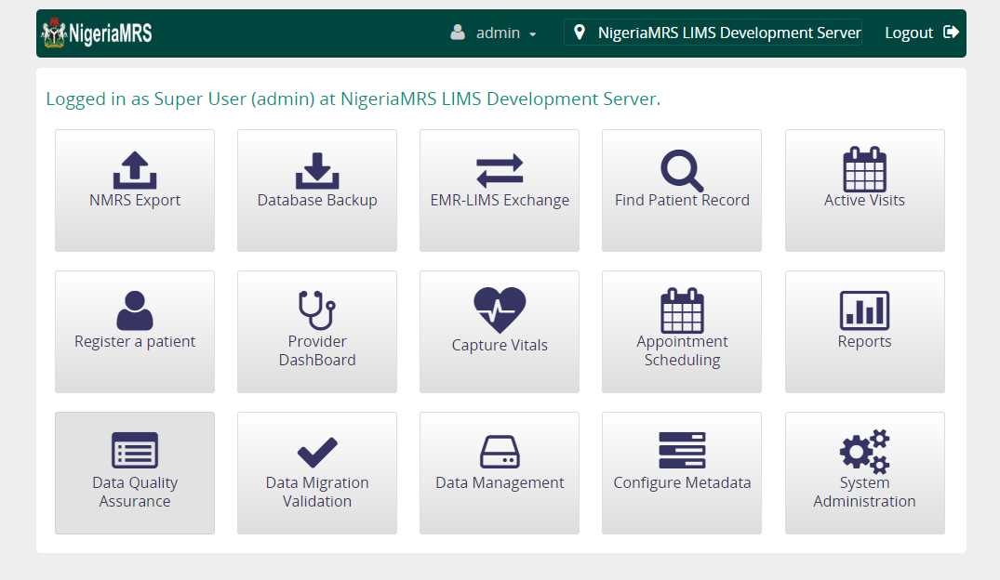 NigeriaMRS
admin
NigeriaMRS LIMS Development Server
Logout
Logged in as Super User (admin) at NigeriaMRS LIMS Development Server.
NMRS Export
Database Backup
EMR-LIMS Exchange
Find Patient Record
Active Visits
Register a patient
Provider
DashBoard
Capture Vitals
Appointment
Scheduling
Reports
Data Quality
Assurance
Data Migration
Validation
Data Management
Configure Metadata
System
Administration